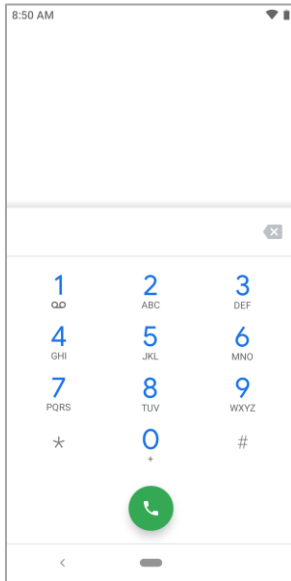 8:50 AM
1 2 3
ABC DEF
4 5 6
GHI JKL MNO
7 8 9
PQRS TUV WXYZ
* 0 #
+